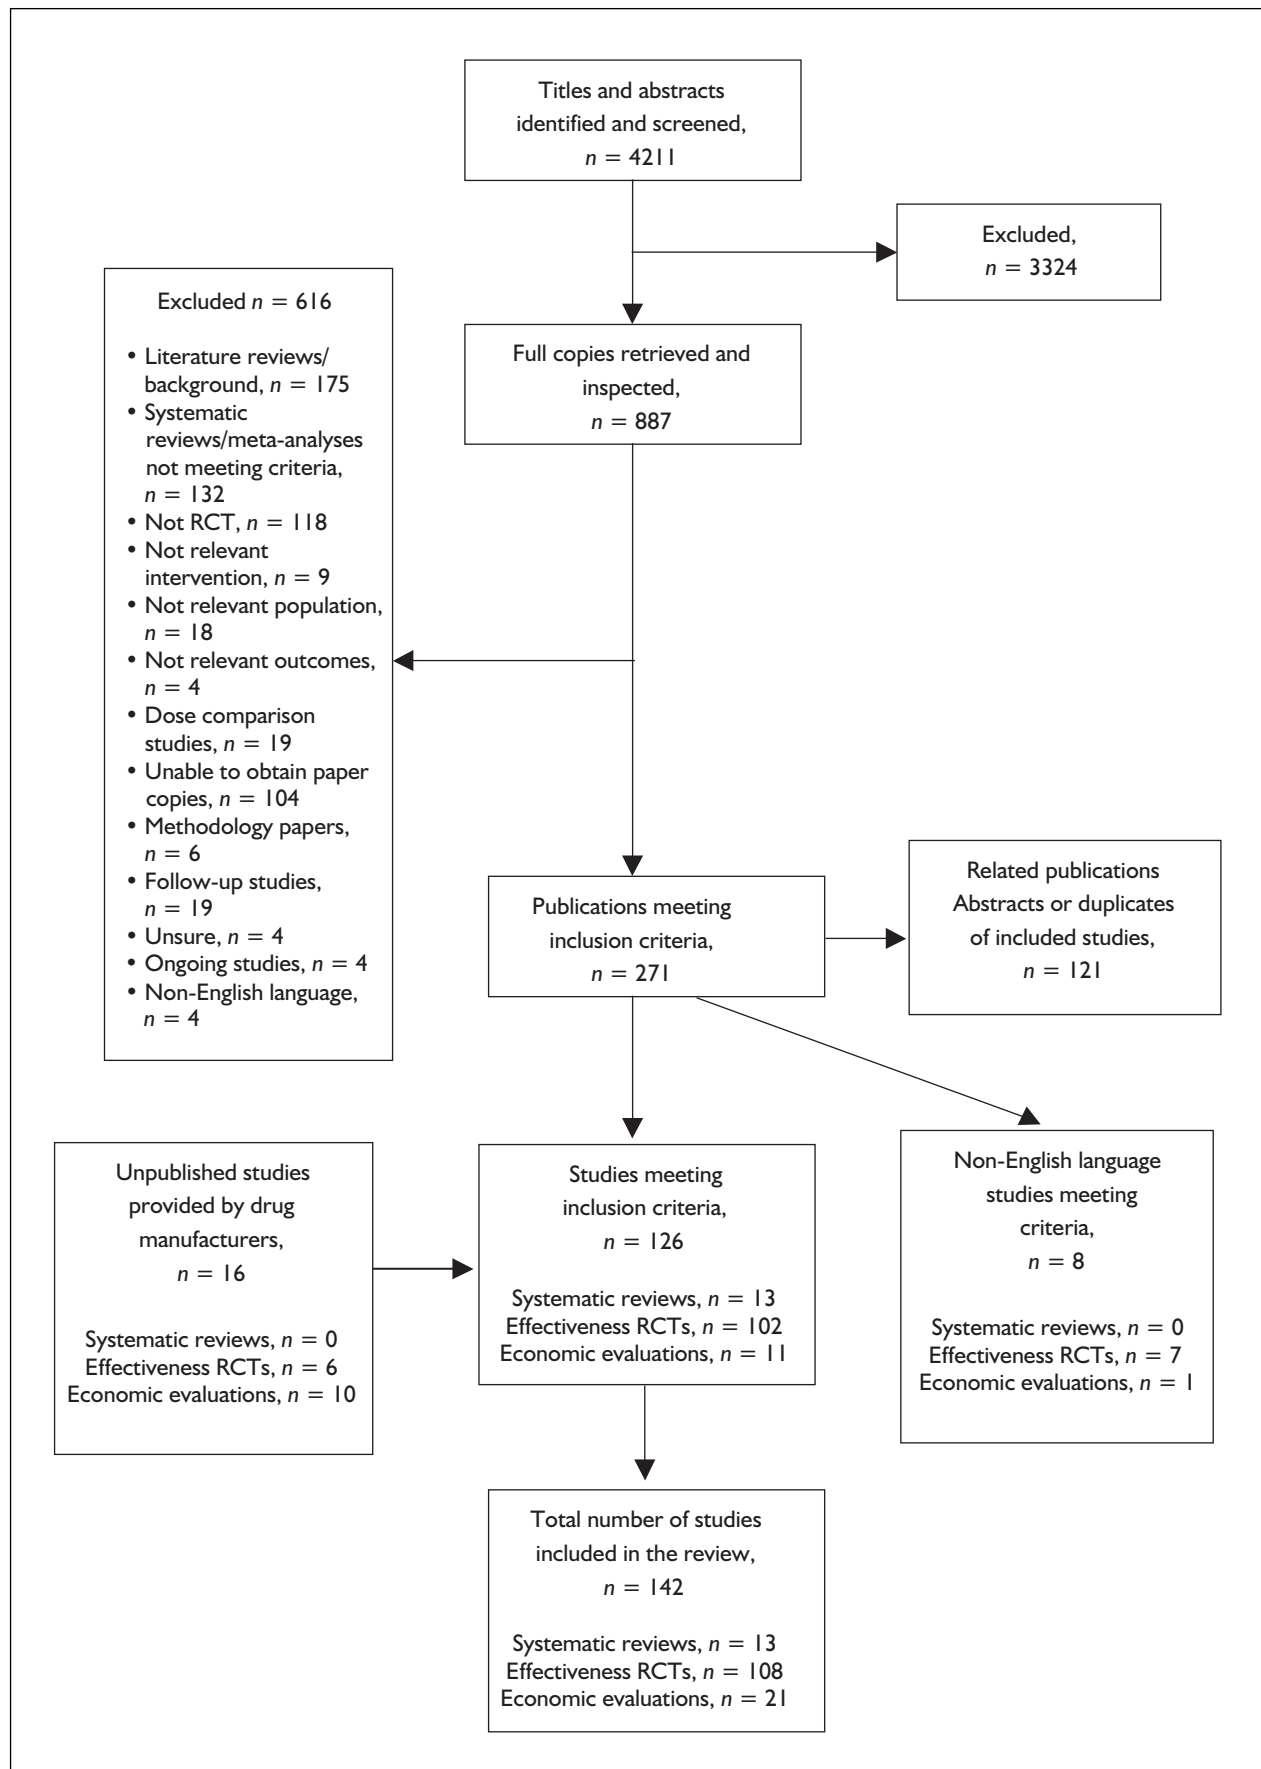 Titles and abstracts
identified and screened,
n = 4211
Excluded,
n = 3324
Full copies retrieved and
inspected,
n = 887
Excluded n = 616
• Literature reviews/
background, n = 175
• Systematic
reviews/meta-analyses
not meeting criteria,
n = 132
• Not RCT, n = 118
• Not relevant
intervention, n = 9
• Not relevant population,
n = 18
• Not relevant outcomes,
n = 4
• Dose comparison
studies, n = 19
• Unable to obtain paper
copies, n = 104
• Methodology papers,
n = 6
• Follow-up studies,
n = 19
• Unsure, n = 4
• Ongoing studies, n = 4
• Non-English language,
n = 4
Publications meeting
inclusion criteria,
n = 271
Related publications
Abstracts or duplicates
of included studies,
n = 121
Unpublished studies
provided by drug
manufacturers,
n = 16
Systematic reviews, n = 0
Effectiveness RCTs, n = 6
Economic evaluations, n = 10
Studies meeting
inclusion criteria,
n = 126
Systematic reviews, n = 13
Effectiveness RCTs, n = 102
Economic evaluations, n = 11
Non-English language
studies meeting
criteria,
n = 8
Systematic reviews, n = 0
Effectiveness RCTs, n = 7
Economic evaluations, n = 1
Total number of studies
included in the review,
n = 142
Systematic reviews, n = 13
Effectiveness RCTs, n = 108
Economic evaluations, n = 21